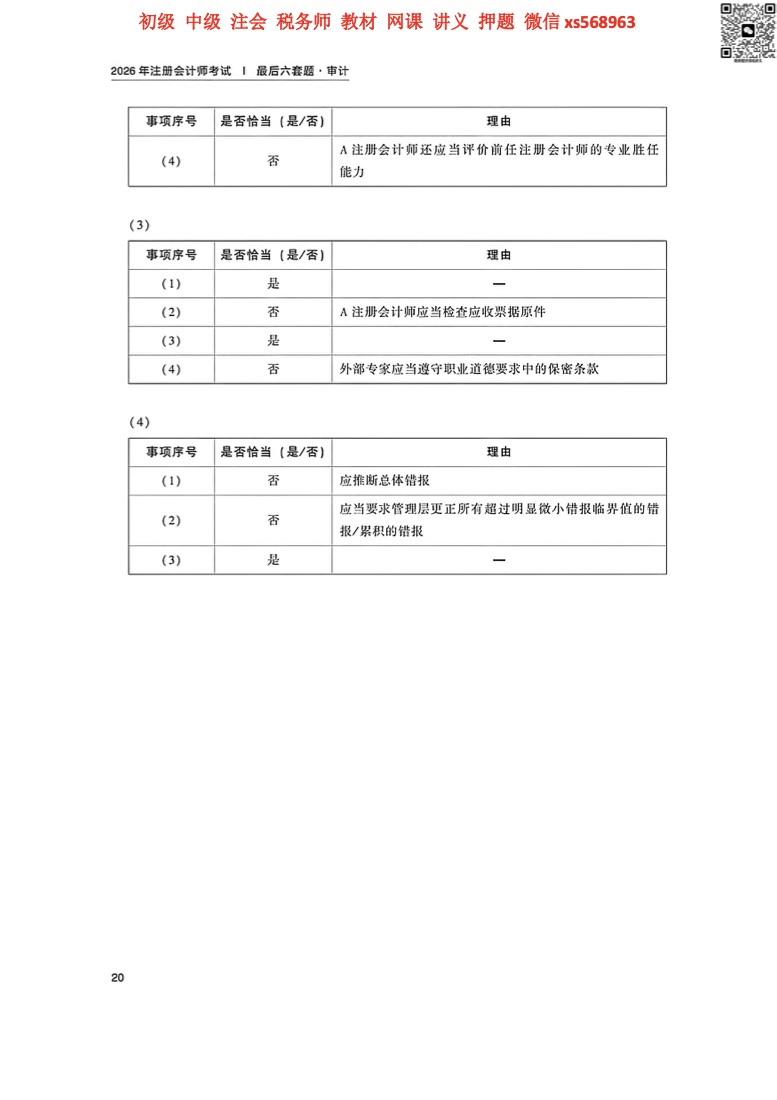 初级 中级 注会 税务师 教材 网课 讲义 押题 微信 xs568963
2026 年注册会计师考试 | 最后六套题·审计
事项序号 是否恰当（是/否） 理由
（4） 否 A 注册会计师还应当评价前任注册会计师的专业胜任
能力
（3）
事项序号 是否恰当（是/否） 理由
（1） 是 —
（2） 否 A 注册会计师应当检查应收票据原件
（3） 是 —
（4） 否 外部专家应当遵守职业道德要求中的保密条款
（4）
事项序号 是否恰当（是/否） 理由
（1） 否 应推断总体错报
（2） 否 应当要求管理层更正所有超过明显微小错报临界值的错
报/累积的错报
（3） 是 —
20